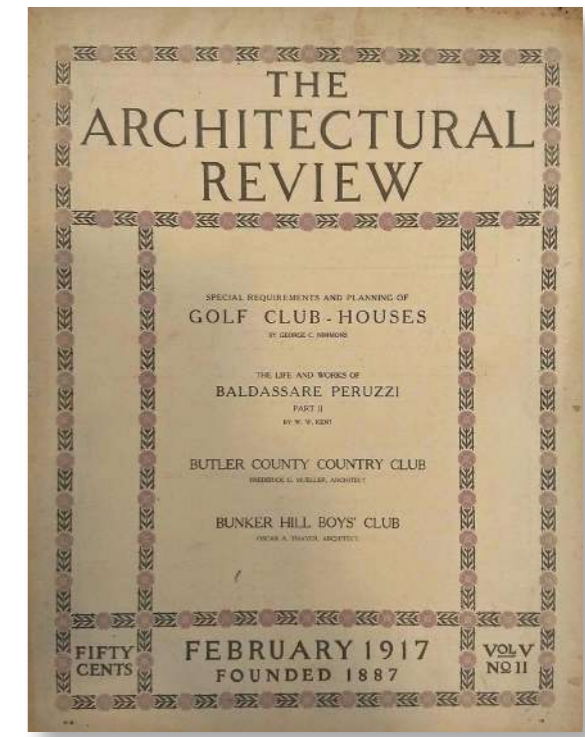 THE
ARCHITECTURAL
REVIEW
SPECIAL REQUIREMENTS AND PLANNING OF
GOLF CLUB-HOUSES
BY GEORGE C. NIMMONS
THE LIFE AND WORKS OF
BALDASSARE PERUZZI
PART II
BY W. W. KENT
BUTLER COUNTY COUNTRY CLUB
FREDERICK G. MUELLER, ARCHITECT
BUNKER HILL BOYS' CLUB
OSCAR A. THAYER, ARCHITECT
FIFTY
CENTS
FEBRUARY 1917
FOUNDED 1887
VOL V
NO 11